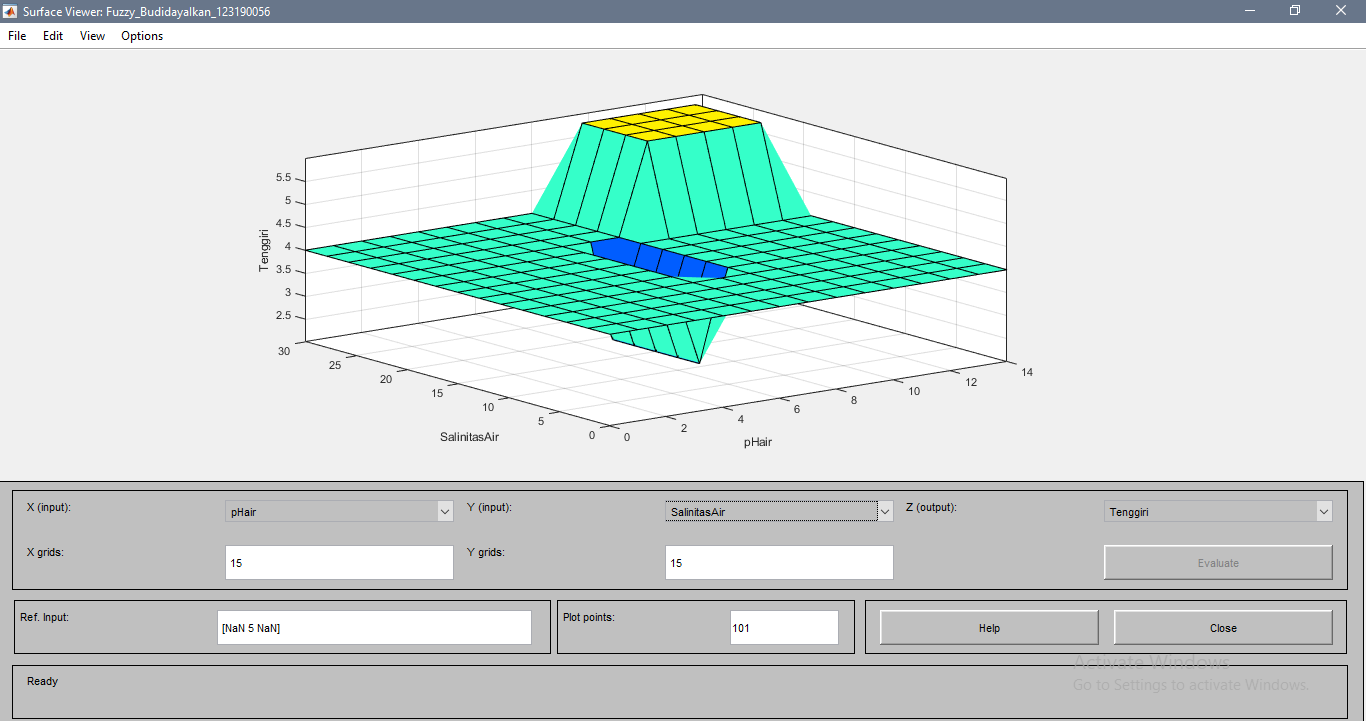 Surface Viewer: Fuzzy_BudidayaIkan_123190056
File Edit View Options
5.5
5
4.5
4
3.5
3
2.5
Tenggiri
30
25
20
15
10
5
0
SalinitasAir
0
2
4
6
8
10
12
14
pHair
X (input): pHair Y (input): SalinitasAir Z (output): Tenggiri
X grids: 15 Y grids: 15 Evaluate
Ref. Input: [NaN 5 NaN] Plot points: 101 Help Close
Activate Windows
Go to Settings to activate Windows.
Ready